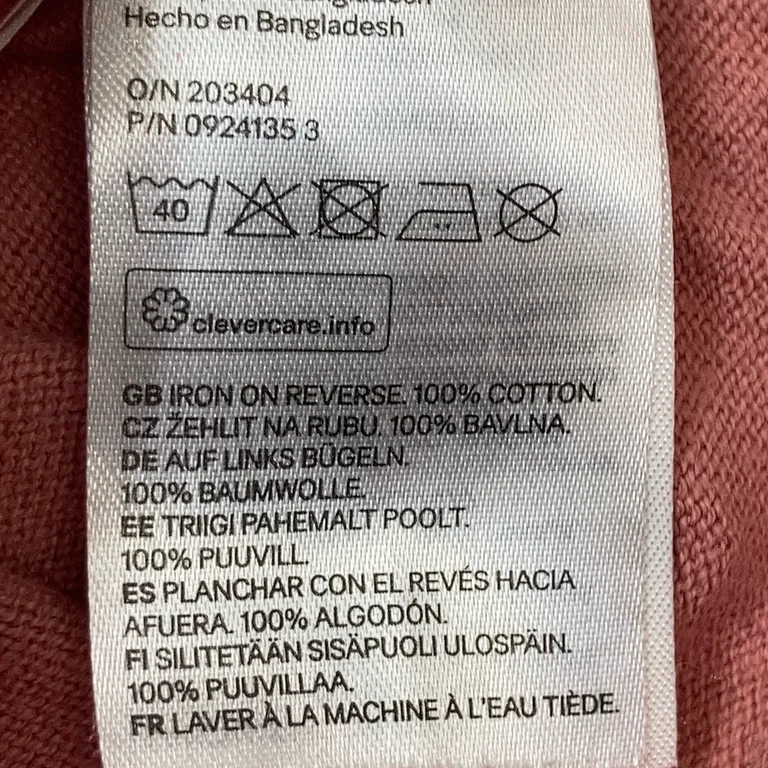 Hecho en Bangladesh
O/N 203404
P/N 0924135 3
40
clevercare.info
GB IRON ON REVERSE. 100% COTTON.
CZ ŽEHLIT NA RUBU. 100% BAVLNA.
DE AUF LINKS BÜGELN.
100% BAUMWOLLE.
EE TRIIGI PAHEMALT POOLT.
100% PUUVILL.
ES PLANCHAR CON EL REVÉS HACIA
AFUERA. 100% ALGODÓN.
FI SILITETÄÄN SISÄPUOLI ULOSPÄIN.
100% PUUVILLAA.
FR LAVER À LA MACHINE À L'EAU TIÈDE.